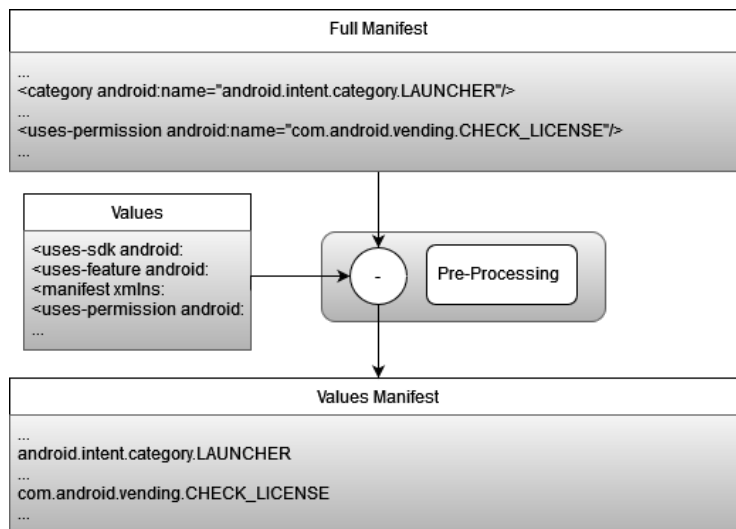 Full Manifest
...
<category android:name="android.intent.category.LAUNCHER"/>
...
<uses-permission android:name="com.android.vending.CHECK_LICENSE"/>
...
Values
<uses-sdk android:
<uses-feature android:
<manifest xmlns:
<uses-permission android:
...
-
Pre-Processing
Values Manifest
...
android.intent.category.LAUNCHER
...
com.android.vending.CHECK_LICENSE
...